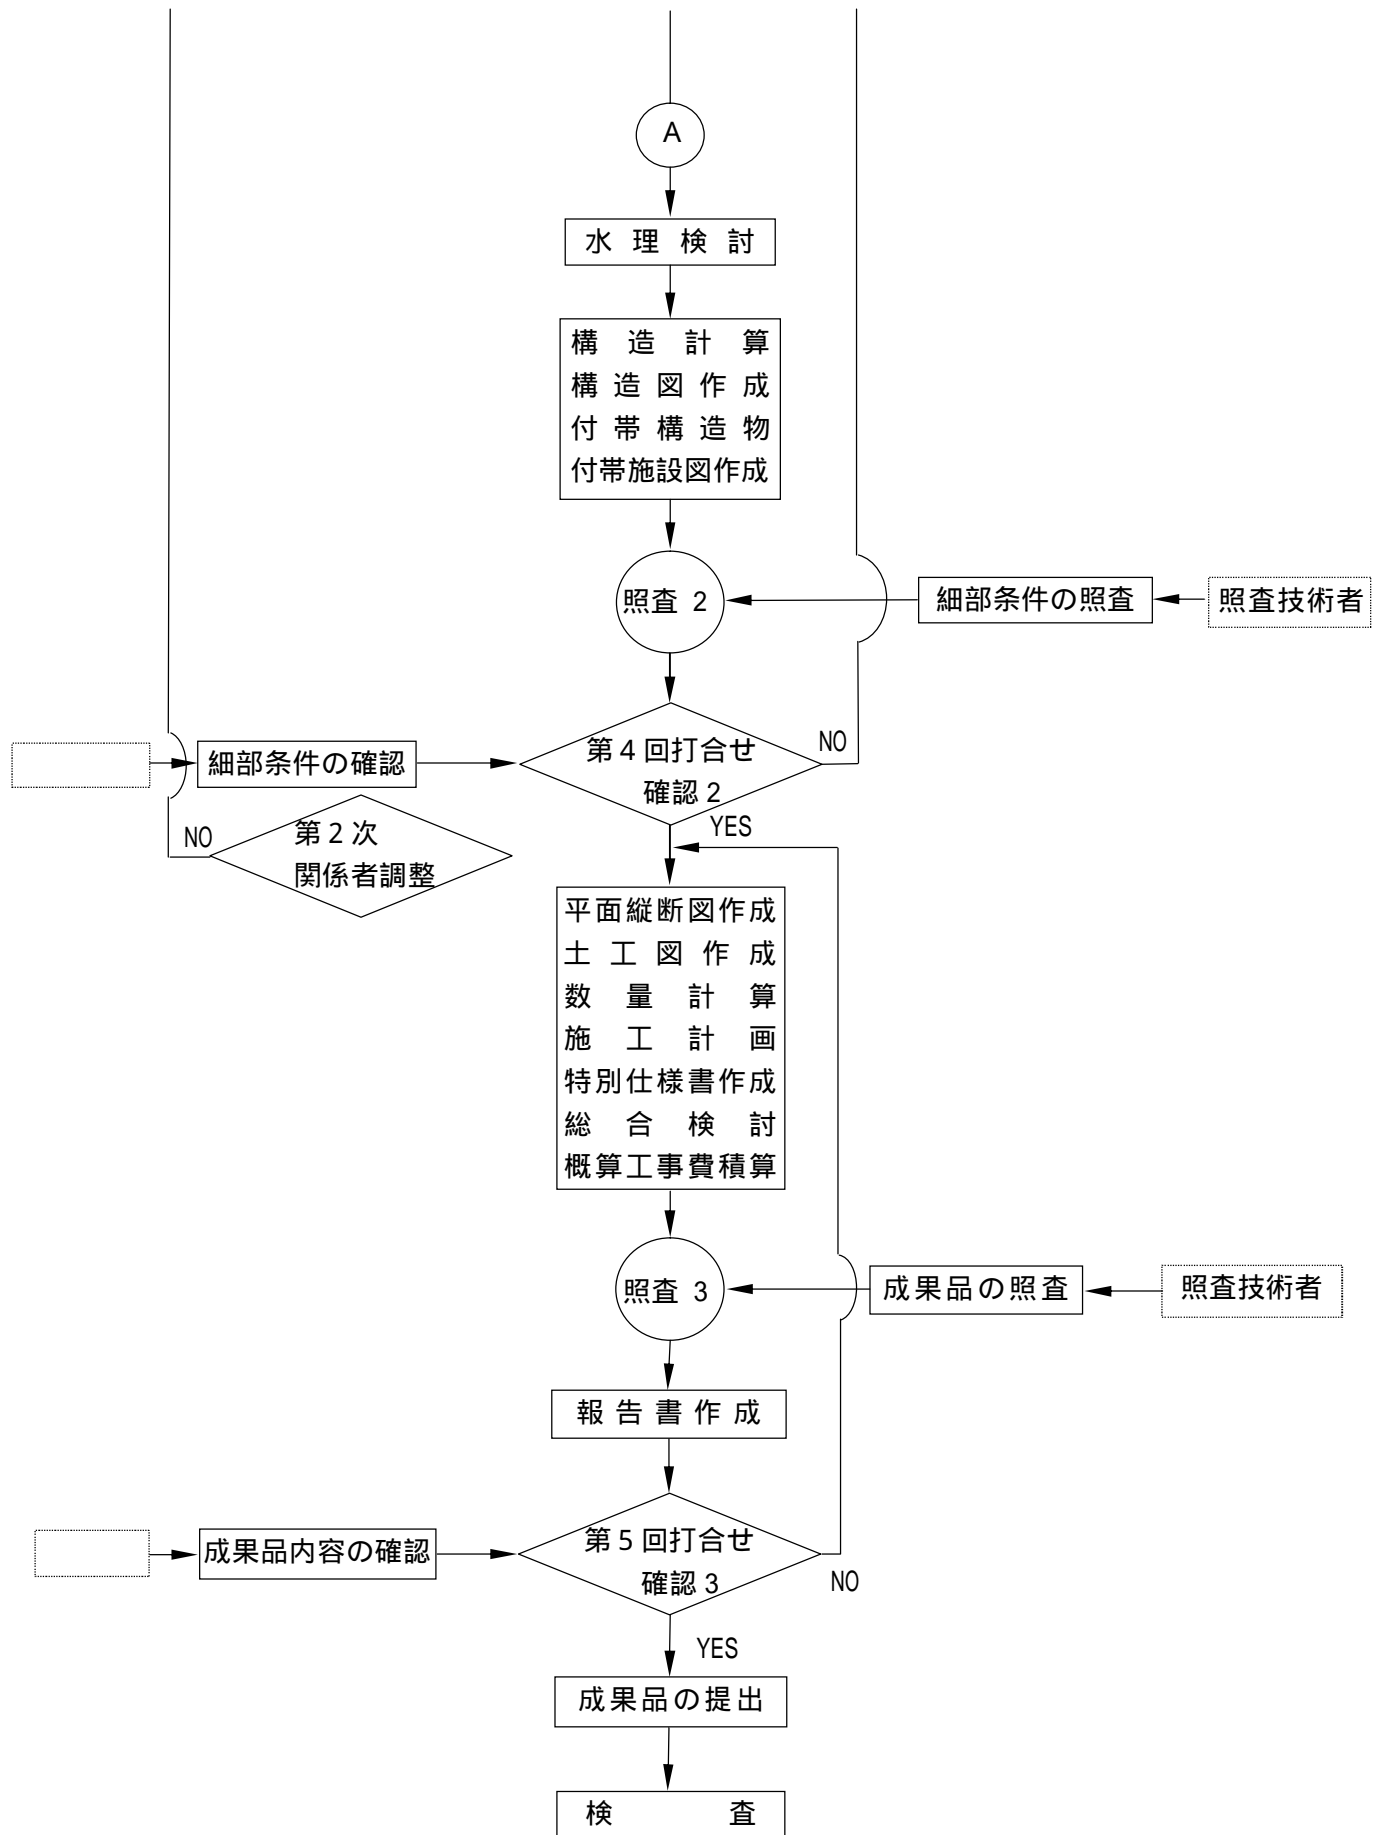 A
水理検討
構造計算
構造図作成
付帯構造物
付帯施設図作成
照査 2
細部条件の照査
照査技術者
第4回打合せ
確認2
NO
細部条件の確認
YES
第2次
関係者調整
NO
平面縦断図作成
土工図作成
数量計算
施工計画
特別仕様書作成
総合検討
概算工事費積算
照査 3
成果品の照査
照査技術者
報告書作成
成果品内容の確認
第5回打合せ
確認3
NO
YES
成果品の提出
検査